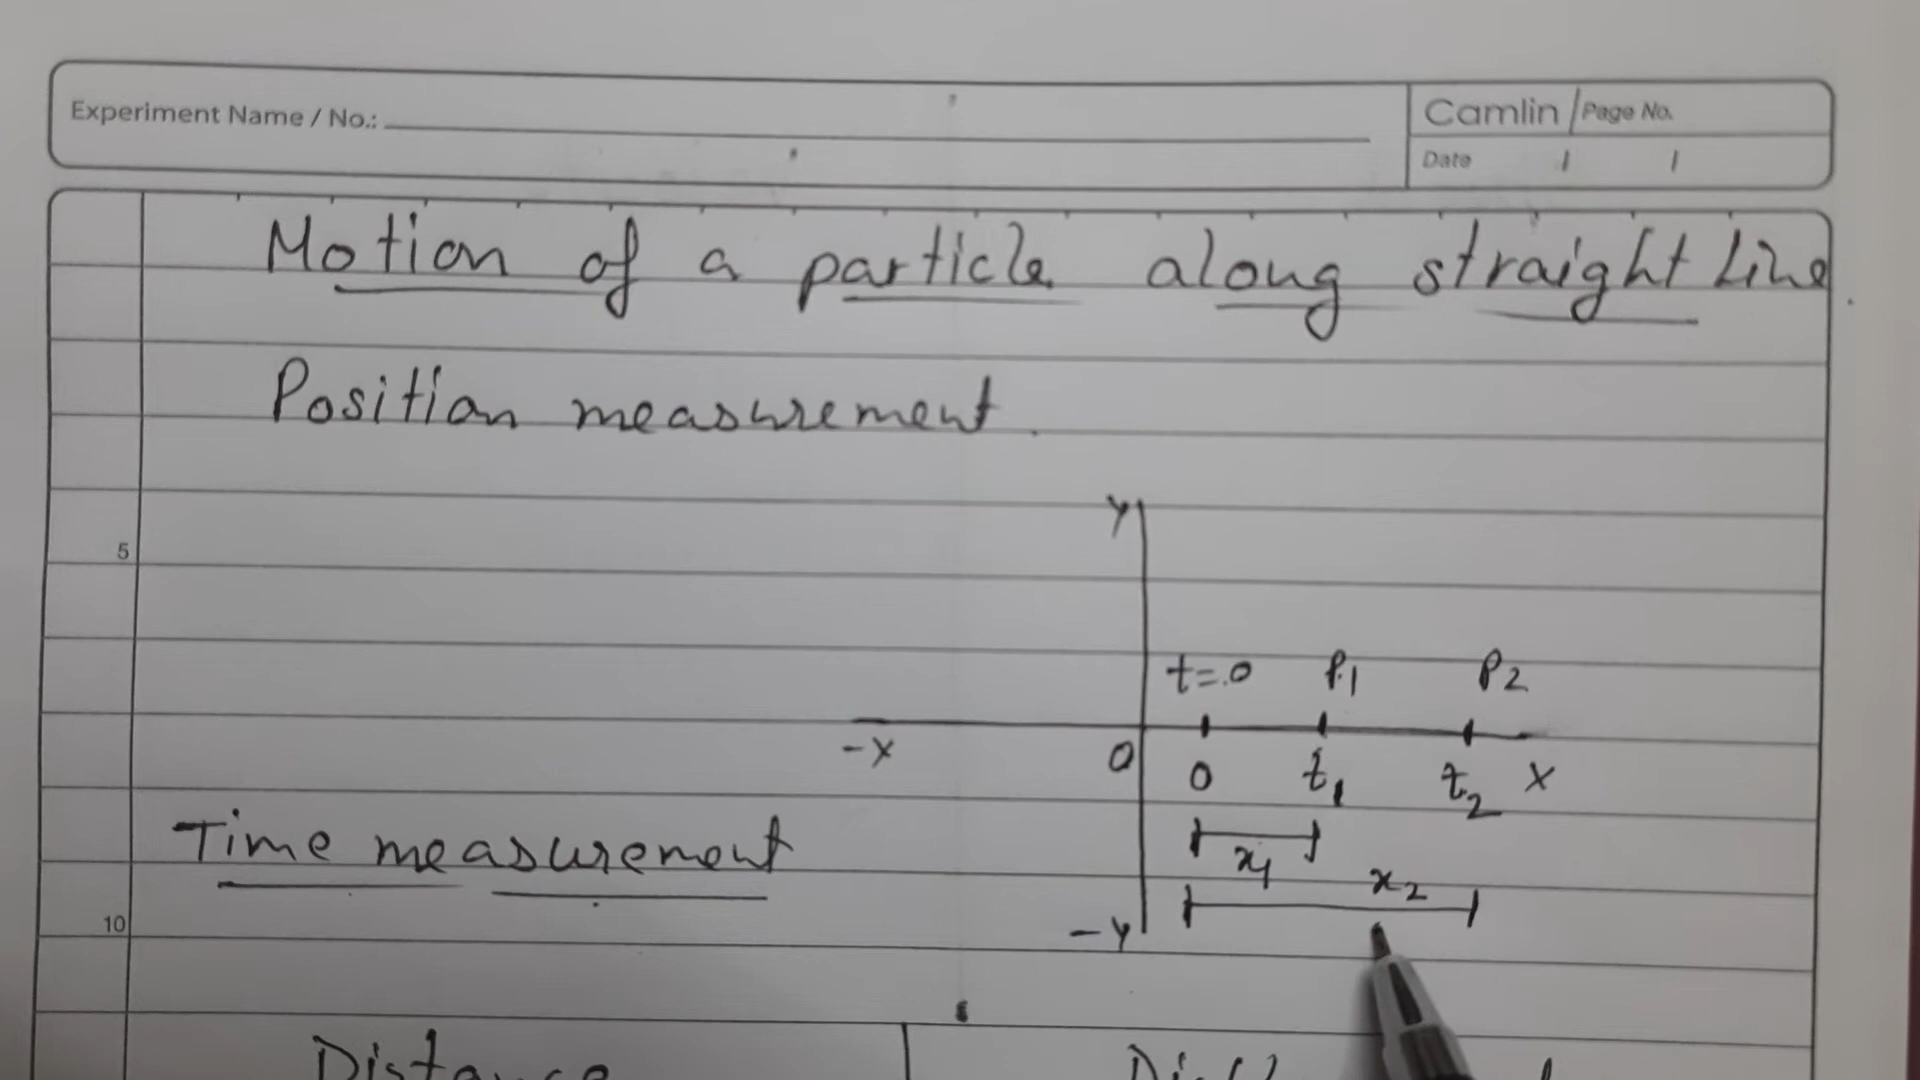 Experiment Name / No.:
Camlin / Page No.
Date / /
Motion of a particle along straight Line.
Position measurement.
Y
t=0 P1 P2
-X O 0 t1 t2 X
Time measurement
x1
x2
-Y
5
10
Distance